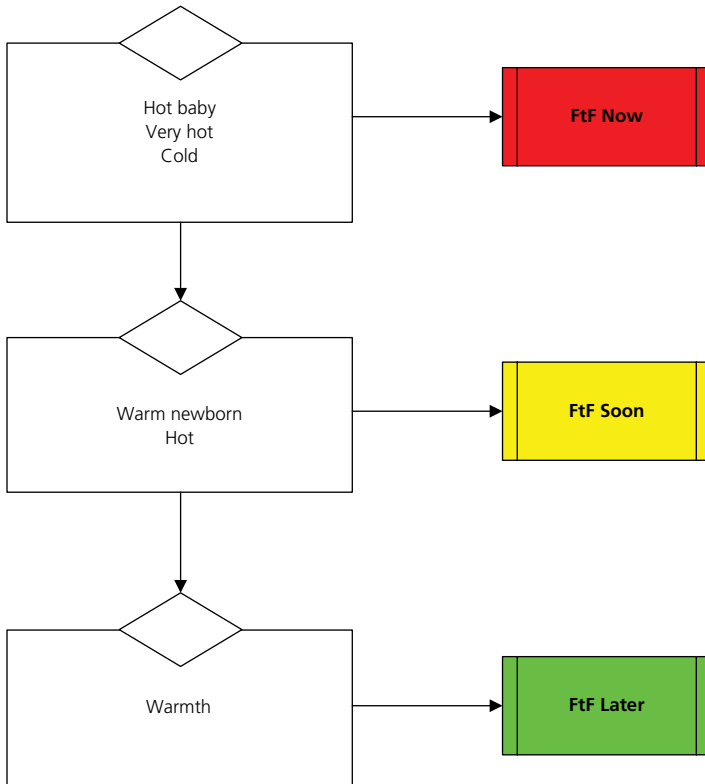 Hot baby
Very hot
Cold
FtF Now
Warm newborn
Hot
FtF Soon
Warmth
FtF Later